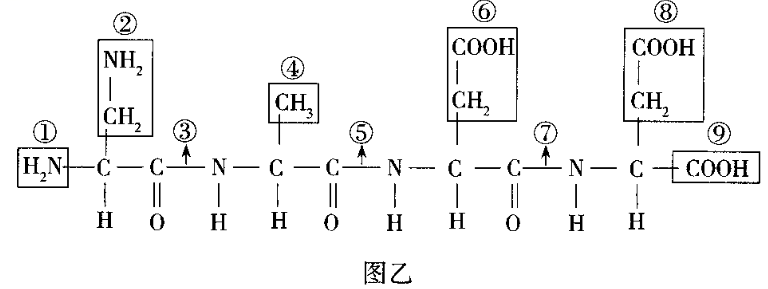 ② ⑥ ⑧
NH₂ COOH COOH
④
① CH₂ ③ CH₃ ⑤ CH₂ ⑦ CH₂ ⑨
H₂N C C N C C N C C N C COOH
H O H H O H H O H H
图乙